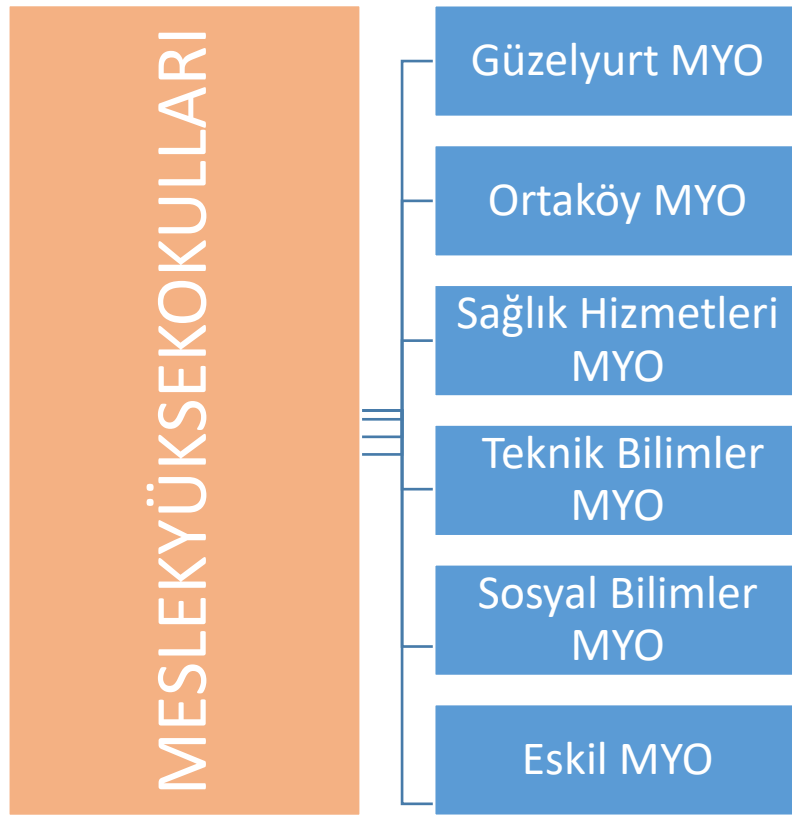 MESLEKYÜKSEKOKULLARI
Güzelyurt MYO
Ortaköy MYO
Sağlık Hizmetleri
MYO
Teknik Bilimler
MYO
Sosyal Bilimler
MYO
Eskil MYO